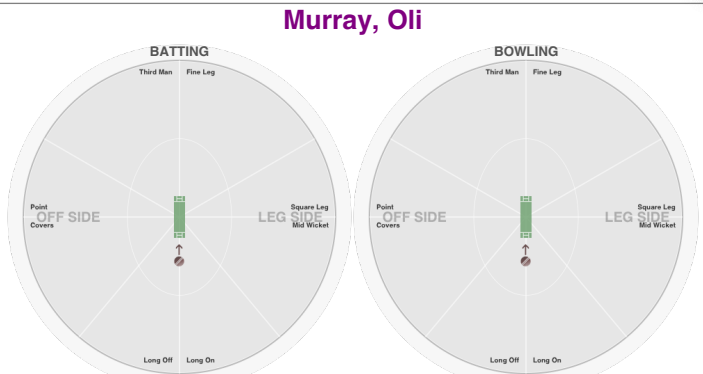 Murray, Oli
BATTING
Third Man Fine Leg
Point
OFF SIDE
Covers
Square Leg
LEG SIDE
Mid Wicket
Long Off Long On
BOWLING
Third Man Fine Leg
Point
OFF SIDE
Covers
Square Leg
LEG SIDE
Mid Wicket
Long Off Long On